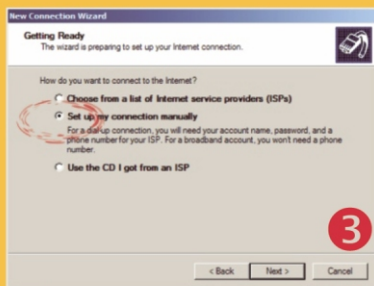 New Connection Wizard
Getting Ready
The wizard is preparing to set up your Internet connection.
How do you want to connect to the Internet?
Choose from a list of Internet service providers (ISPs)
Set up my connection manually
For a dial-up connection, you will need your account name, password, and a
phone number for your ISP. For a broadband account, you won't need a phone
number.
Use the CD I got from an ISP
3
< Back Next > Cancel